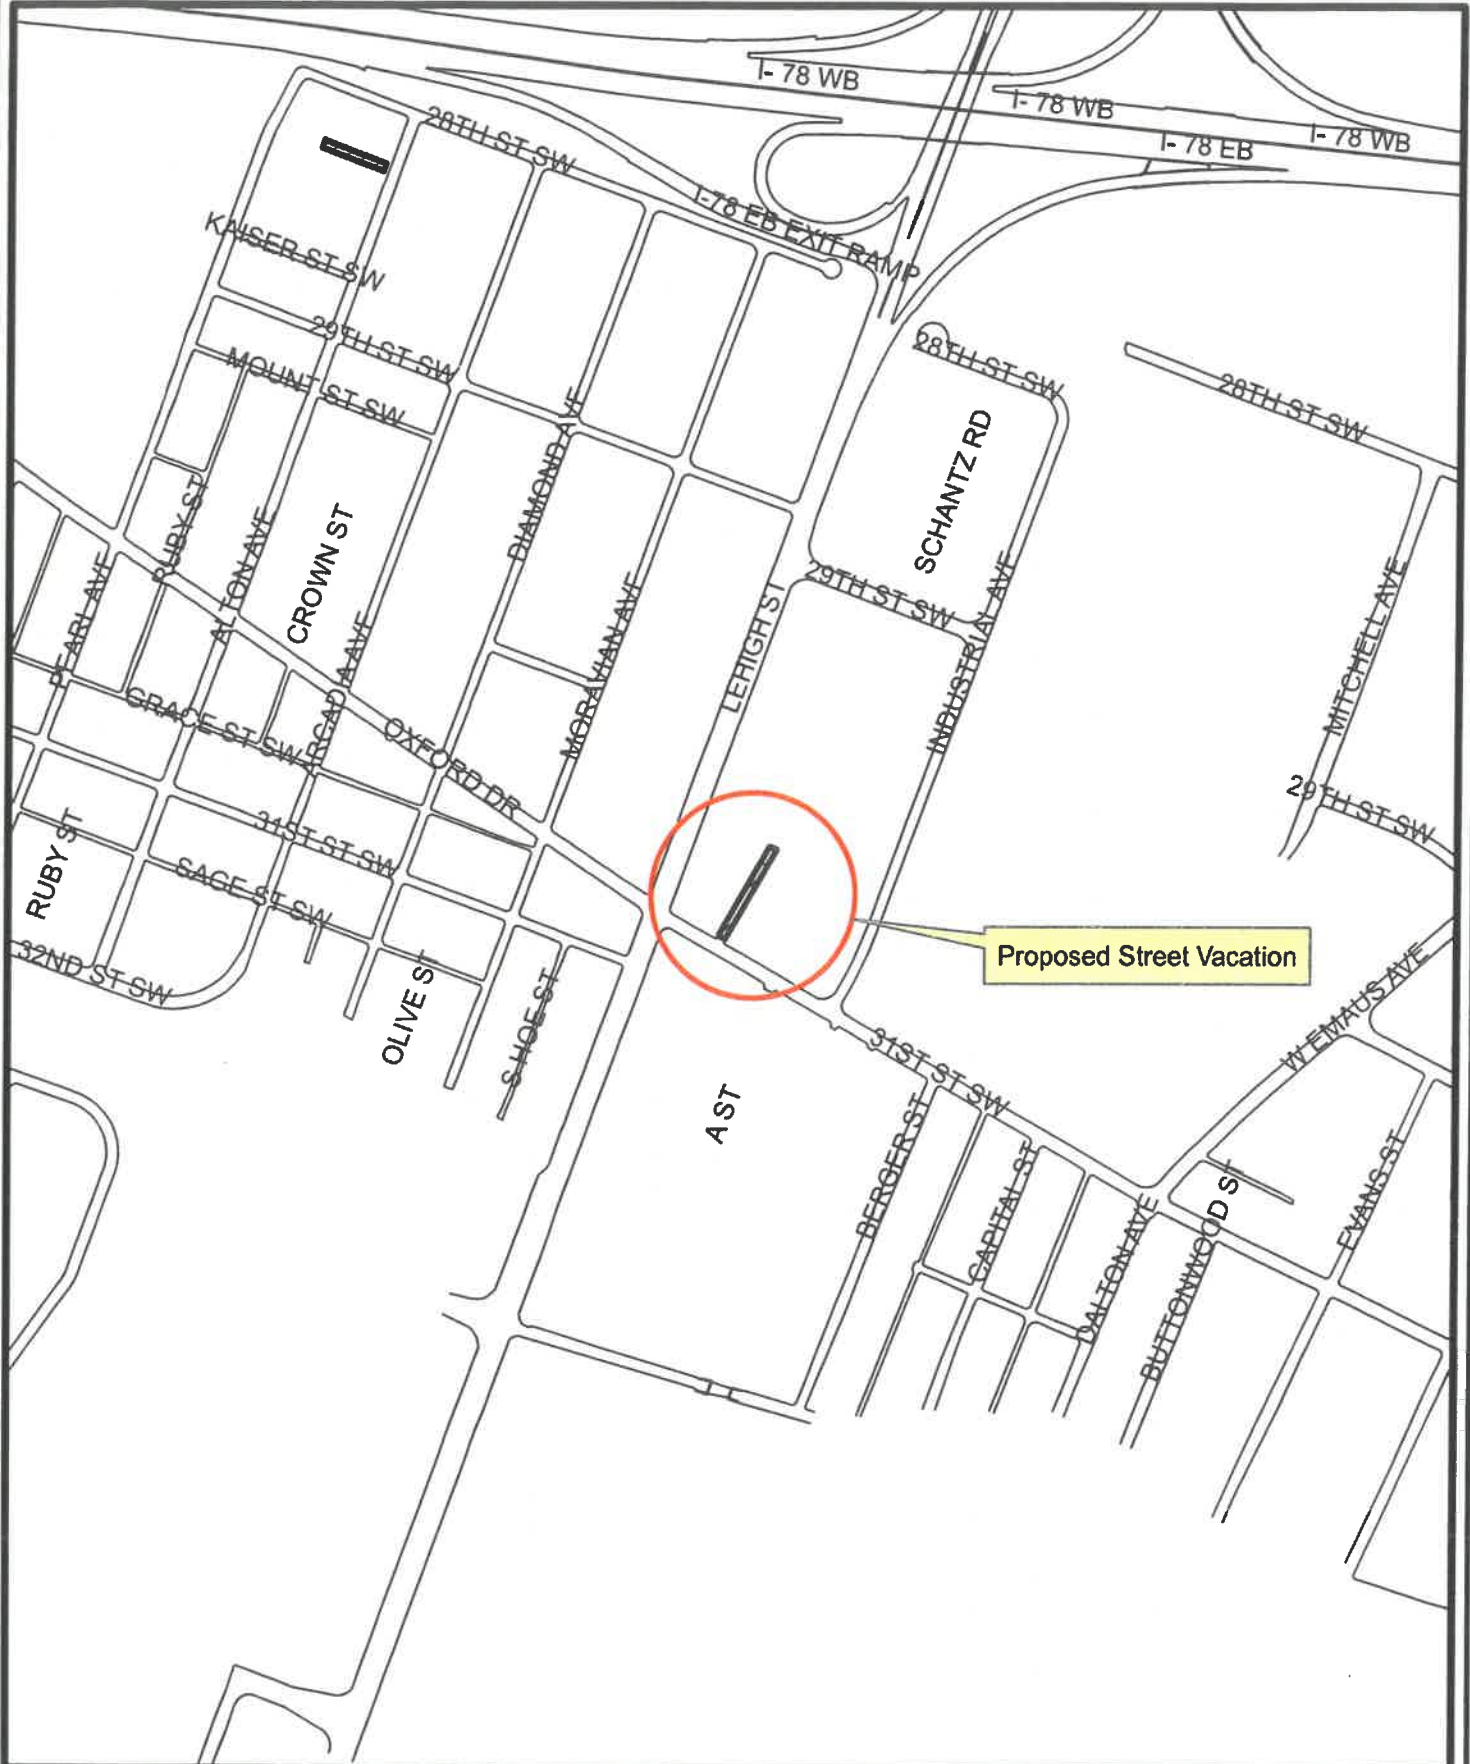 I- 78 WB
I- 78 WB
I- 78 WB
I- 78 EB
28TH ST SW
I-78 EB EXIT RAMP
KAISER ST SW
29TH ST SW
MOUNT ST SW
28TH ST SW
28TH ST SW
SCHANTZ RD
DIAMOND AVE
RUBY ST
ALTON AVE
CROWN ST
PEARL AVE
ARCADIA AVE
MORAVIAN AVE
LEHIGH ST
29TH ST SW
INDUSTRIAL AVE
MITCHELL AVE
GRACE ST SW
OXFORD DR
29TH ST SW
31ST ST SW
RUBY ST
SAGE ST SW
32ND ST SW
OLIVE ST
S HOE ST
Proposed Street Vacation
W EMAUS AVE
31ST ST SW
A ST
BERGER ST
CAPITAL ST
DALTON AVE
BUTTONWOOD ST
EVANS ST